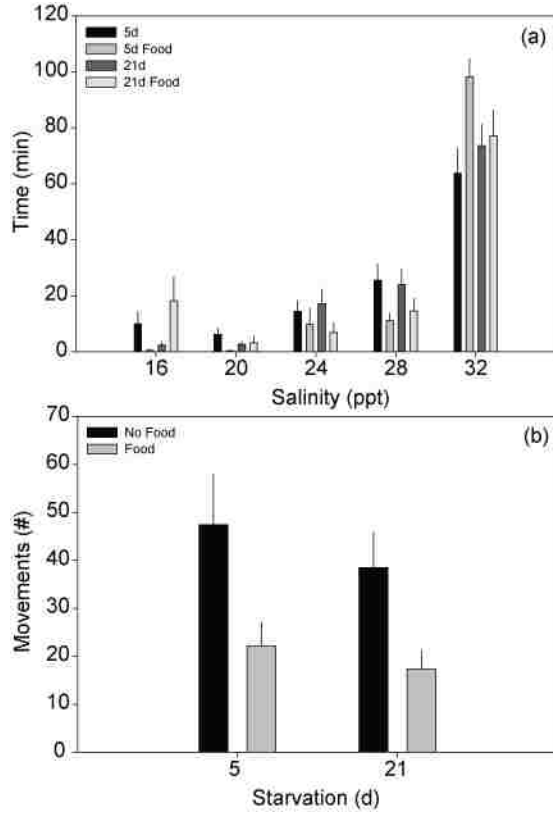 120
100
80
60
40
20
0
Time (min)
5d
5d Food
21d
21d Food
(a)
16 20 24 28 32
Salinity (ppt)
70
60
50
40
30
20
10
0
Movements (#)
No Food
Food
(b)
5 21
Starvation (d)